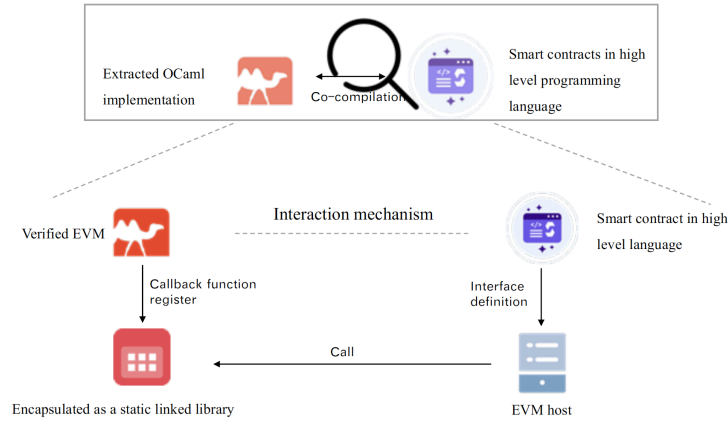 Extracted OCaml
implementation
Co-compilation
Smart contracts in high
level programming
language
Interaction mechanism
Verified EVM
Smart contract in high
level language
Callback function
register
Interface
definition
Call
Encapsulated as a static linked library
EVM host